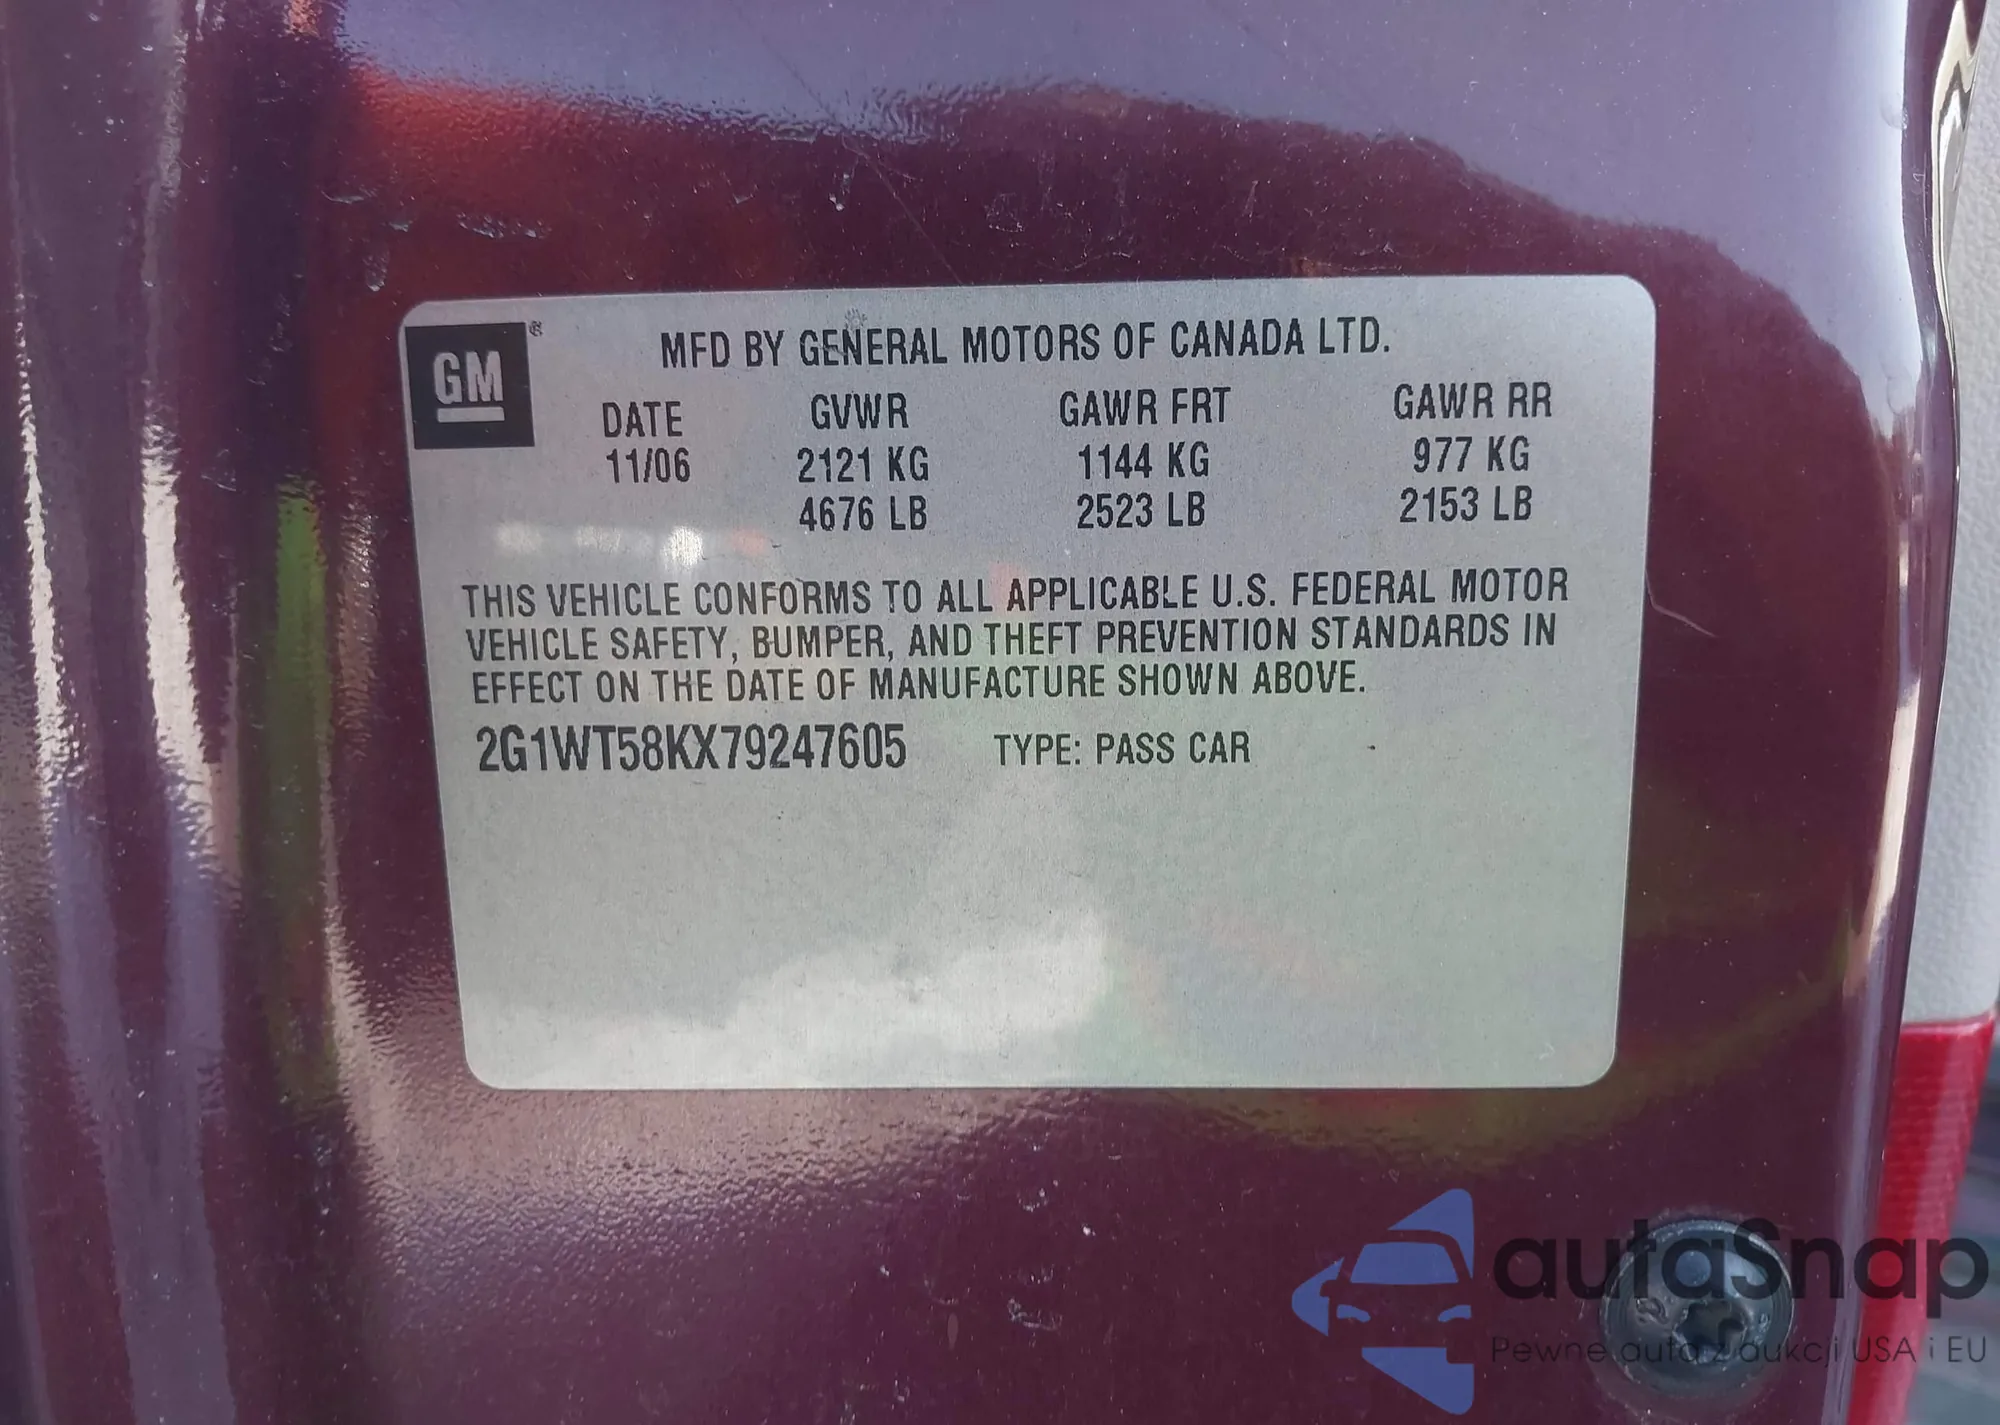 GM ®
MFD BY GENERAL MOTORS OF CANADA LTD.
DATE GVWR GAWR FRT GAWR RR
11/06 2121 KG 1144 KG 977 KG
4676 LB 2523 LB 2153 LB
THIS VEHICLE CONFORMS TO ALL APPLICABLE U.S. FEDERAL MOTOR
VEHICLE SAFETY, BUMPER, AND THEFT PREVENTION STANDARDS IN
EFFECT ON THE DATE OF MANUFACTURE SHOWN ABOVE.
2G1WT58KX79247605 TYPE: PASS CAR
autaSnap
Pewne auta z aukcji USA i EU